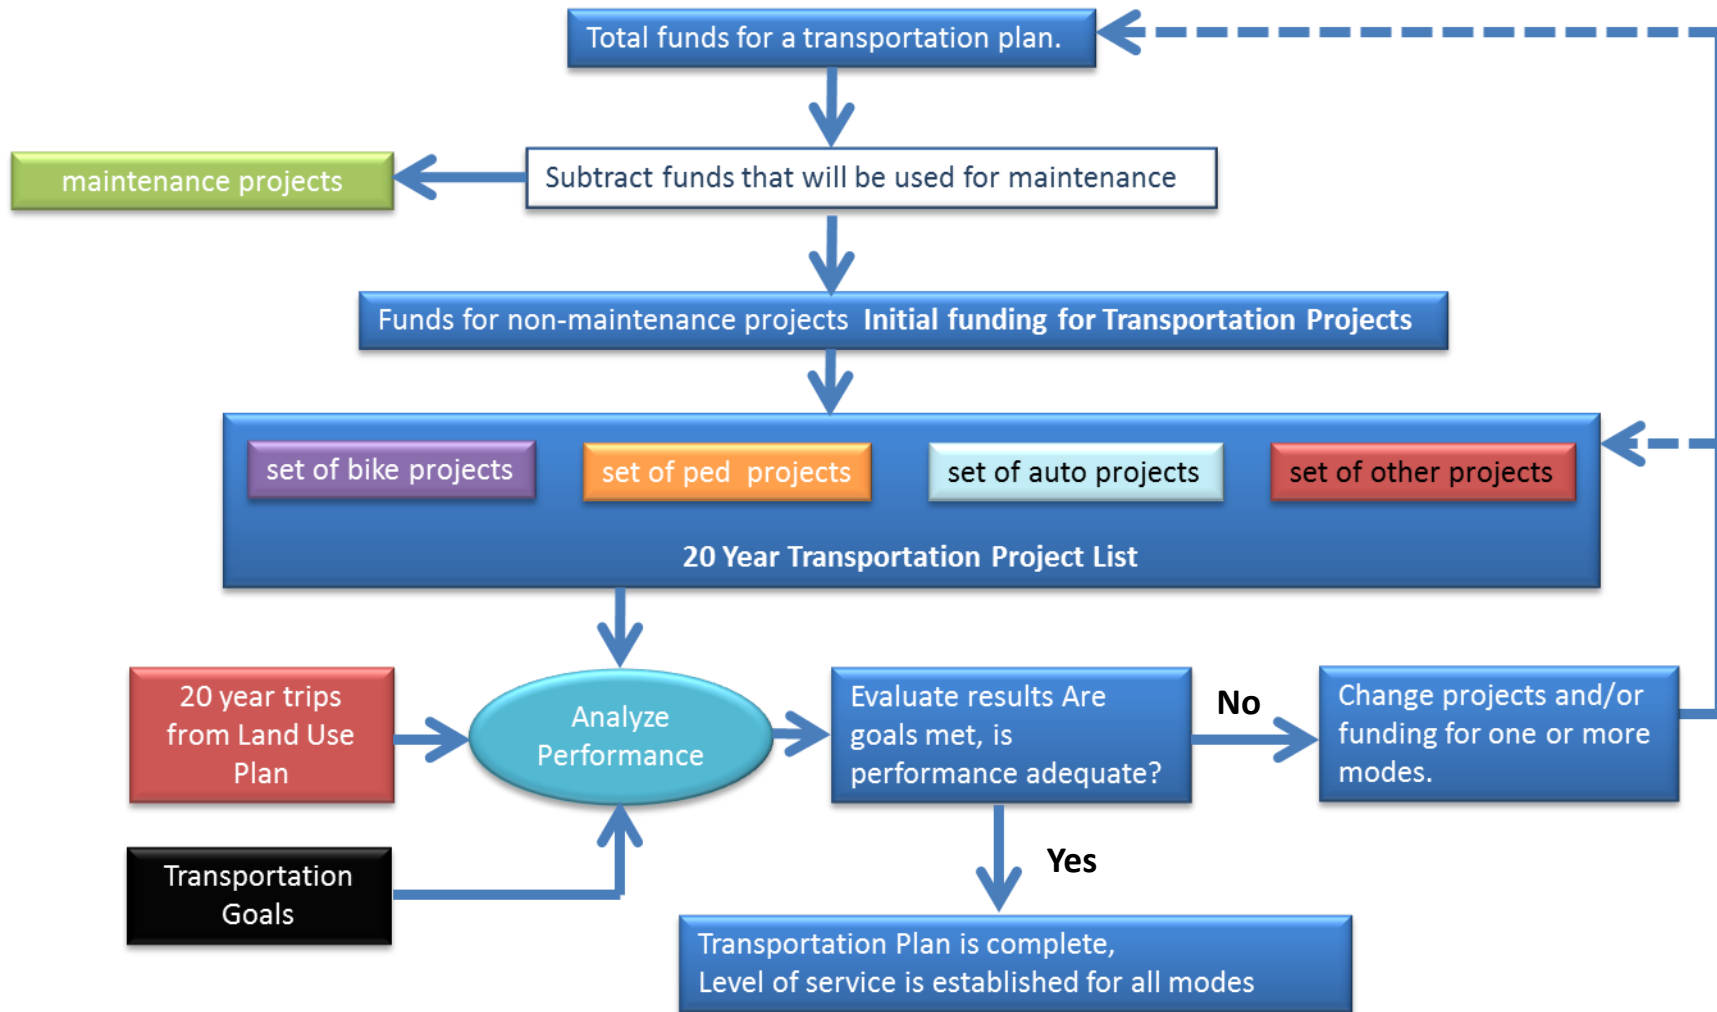 Total funds for a transportation plan.
maintenance projects
Subtract funds that will be used for maintenance
Funds for non-maintenance projects Initial funding for Transportation Projects
set of bike projects
set of ped projects
set of auto projects
set of other projects
20 Year Transportation Project List
20 year trips
from Land Use
Plan
Analyze
Performance
Evaluate results Are
goals met, is
performance adequate?
No
Change projects and/or
funding for one or more
modes.
Transportation
Goals
Yes
Transportation Plan is complete,
Level of service is established for all modes